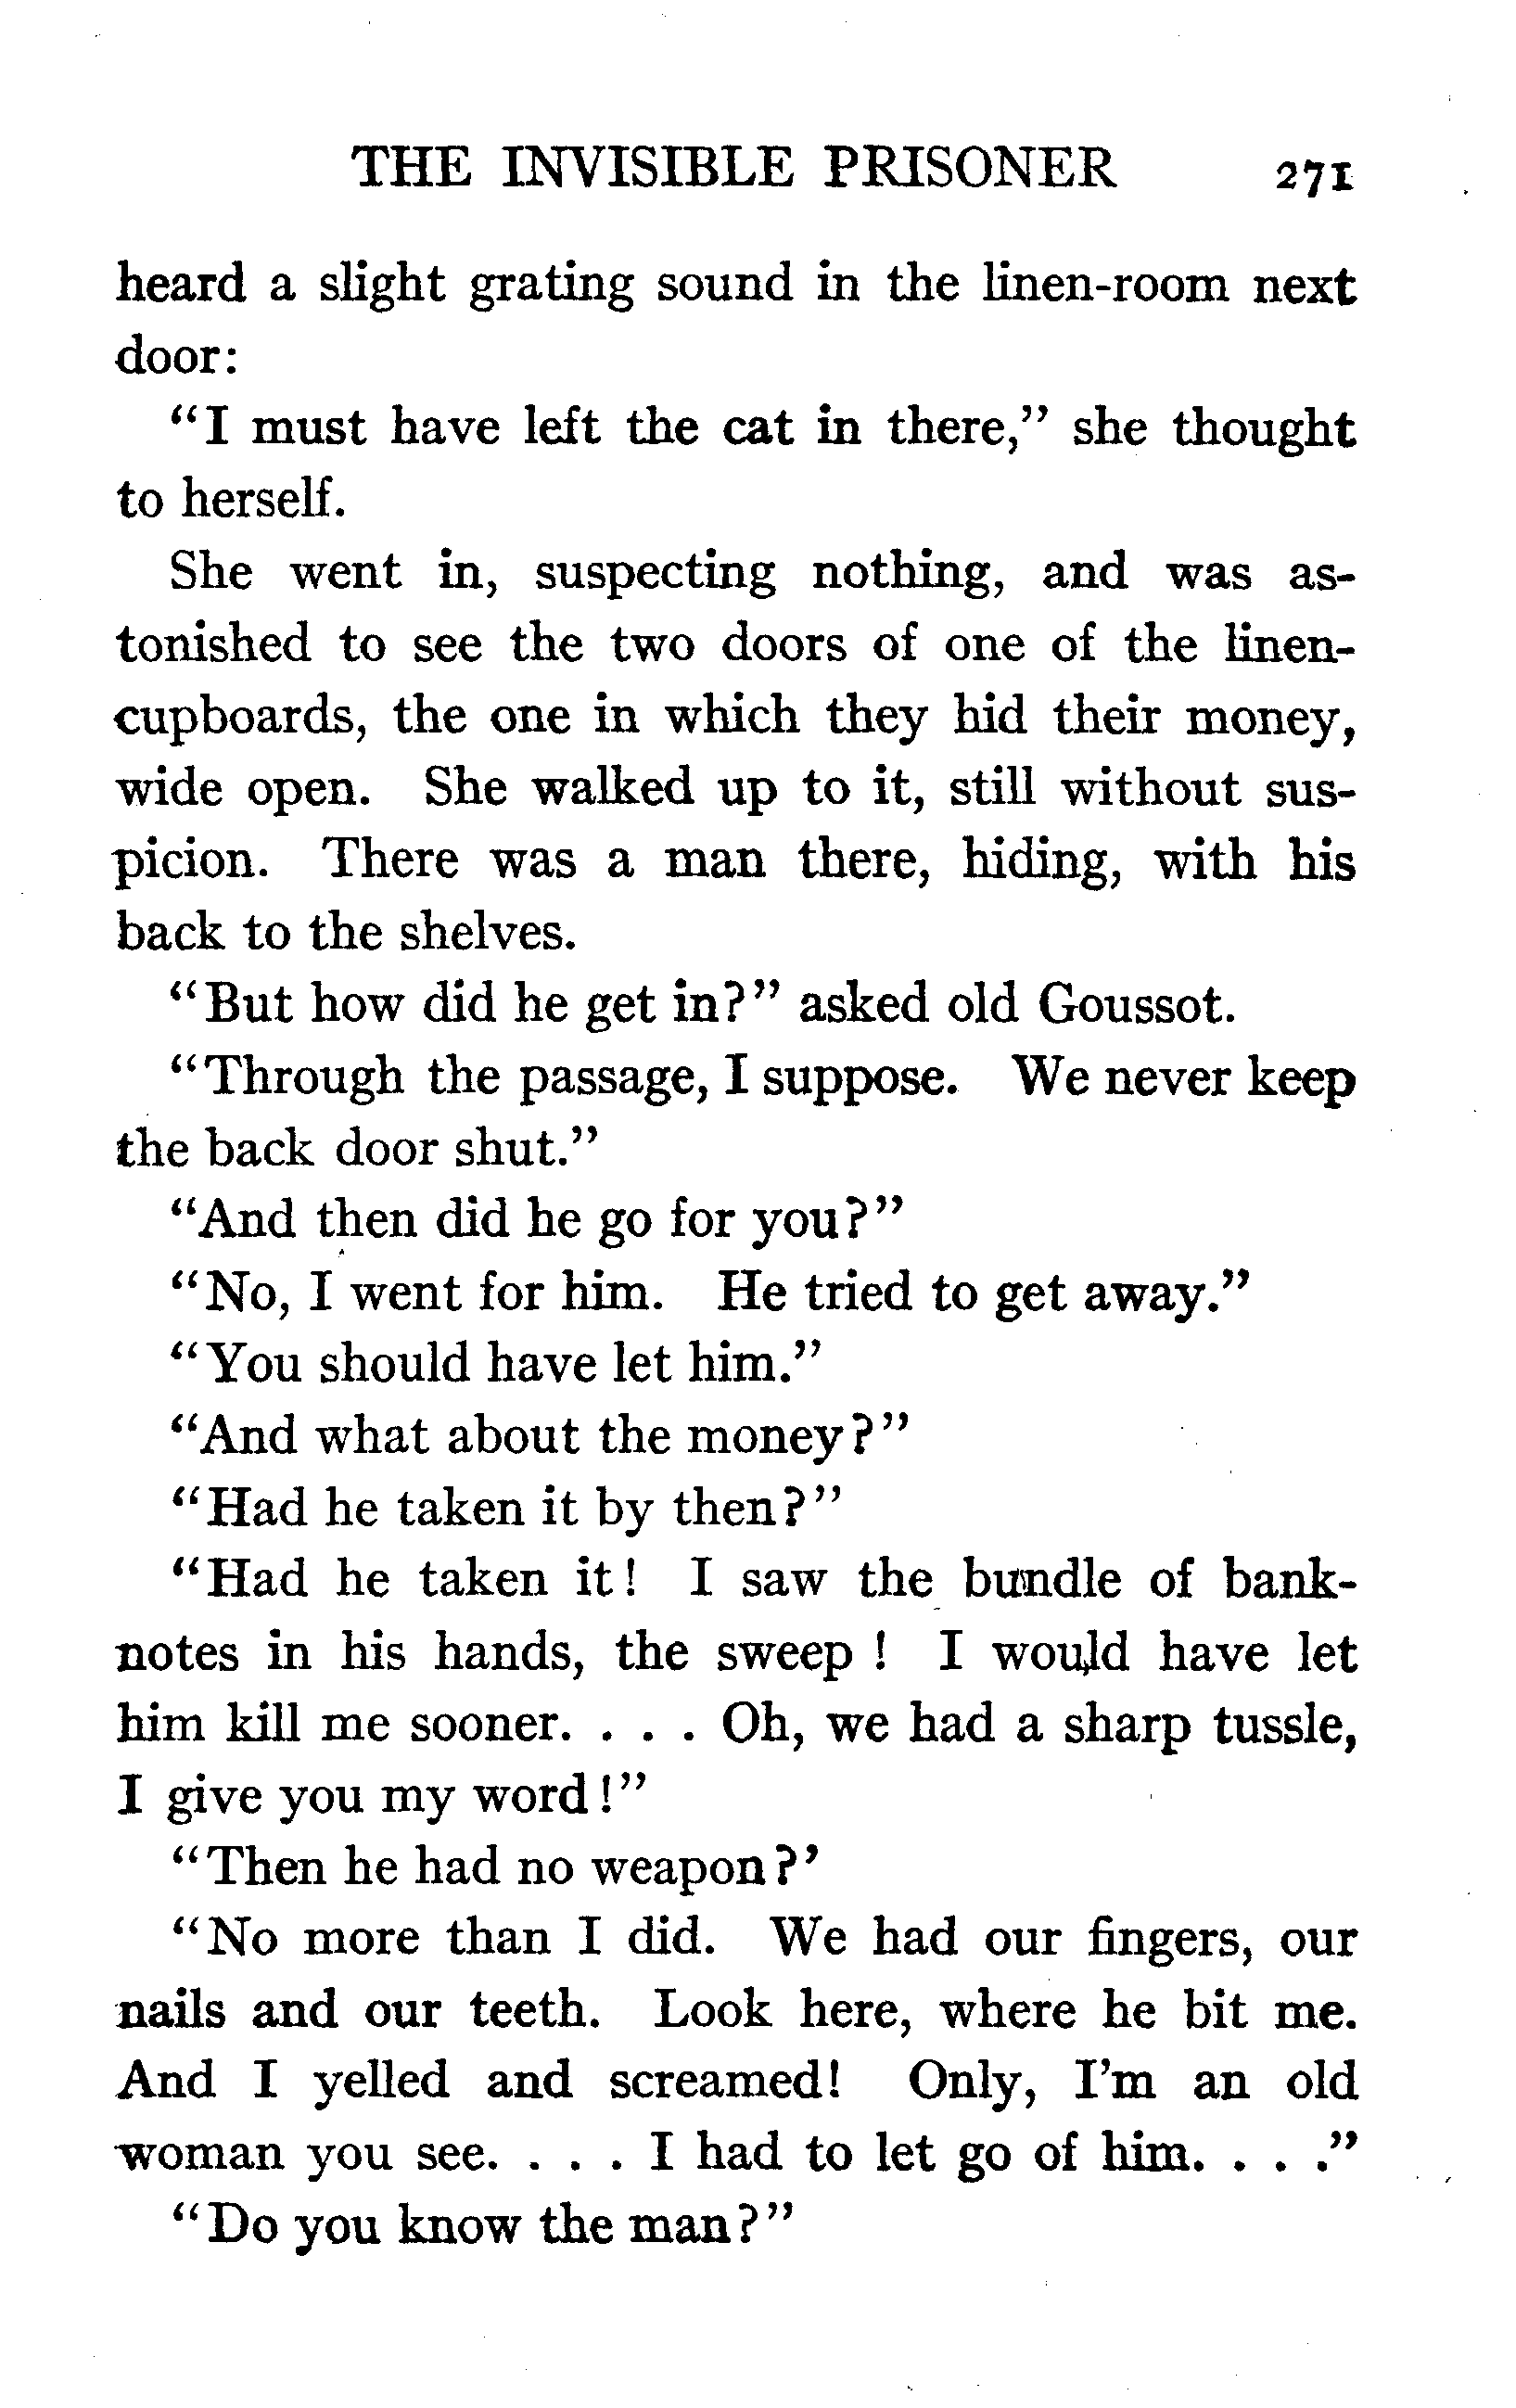 THE INVISIBLE PRISONER 271
heard a slight grating sound in the linen-room next
door:
"I must have left the cat in there," she thought
to herself.
She went in, suspecting nothing, and was as-
tonished to see the two doors of one of the linen-
cupboards, the one in which they hid their money,
wide open. She walked up to it, still without sus-
picion. There was a man there, hiding, with his
back to the shelves.
"But how did he get in?" asked old Goussot.
"Through the passage, I suppose. We never keep
the back door shut."
"And then did he go for you?"
"No, I went for him. He tried to get away."
"You should have let him."
"And what about the money?"
"Had he taken it by then?"
"Had he taken it! I saw the bundle of bank-
notes in his hands, the sweep! I would have let
him kill me sooner. . . . Oh, we had a sharp tussle,
I give you my word!"
"Then he had no weapon?'
"No more than I did. We had our fingers, our
nails and our teeth. Look here, where he bit me.
And I yelled and screamed! Only, I'm an old
woman you see. . . . I had to let go of him. . . ."
"Do you know the man?"